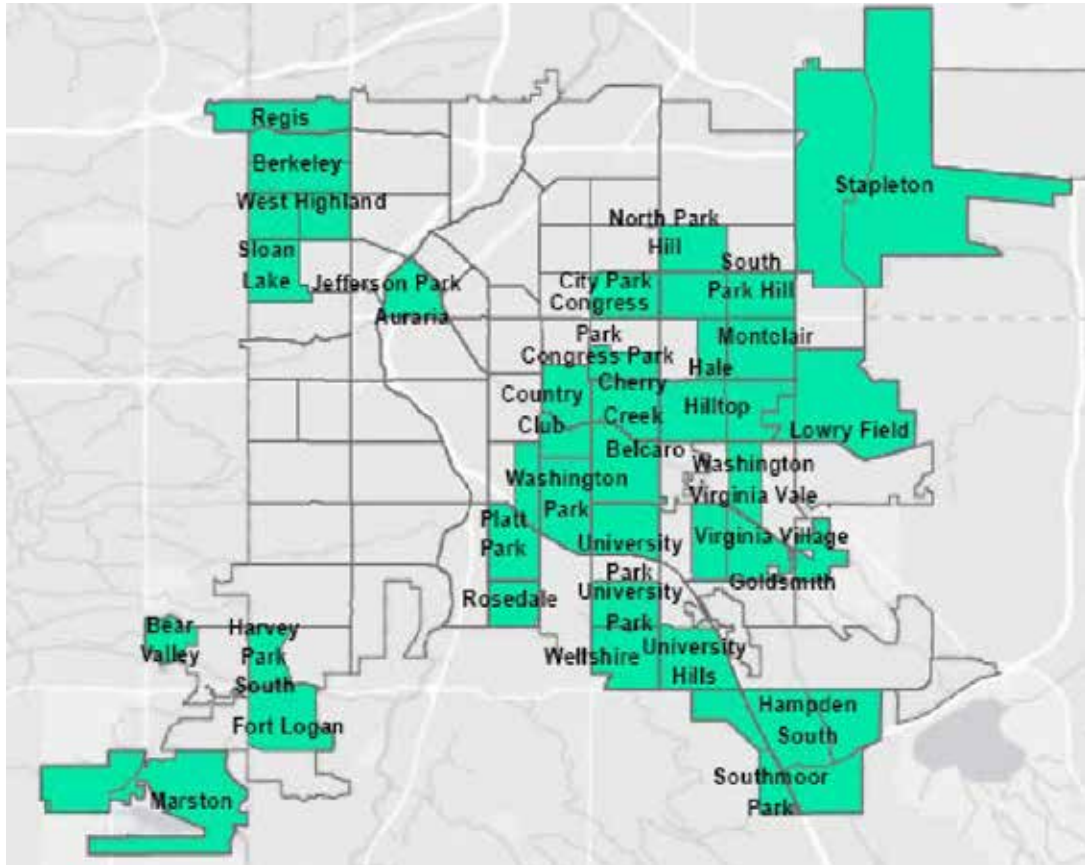 Regis
Berkeley
West Highland
Sloan
Lake
Jefferson Park
Auraria
Stapleton
North Park
Hill
South
Park Hill
City Park
Congress
Park
Congress Park
Montclair
Hale
Country
Club
Cherry
Creek
Hilltop
Lowry Field
Belcaro
Washington
Park
Washington
Virginia Vale
Platt
Park
University
Park
Virginia Village
Goldsmith
Rosedale
University
Park
Bear
Valley
Harvey
Park
South
Wellshire
University
Hills
Fort Logan
Hampden
South
Southmoor
Park
Marston